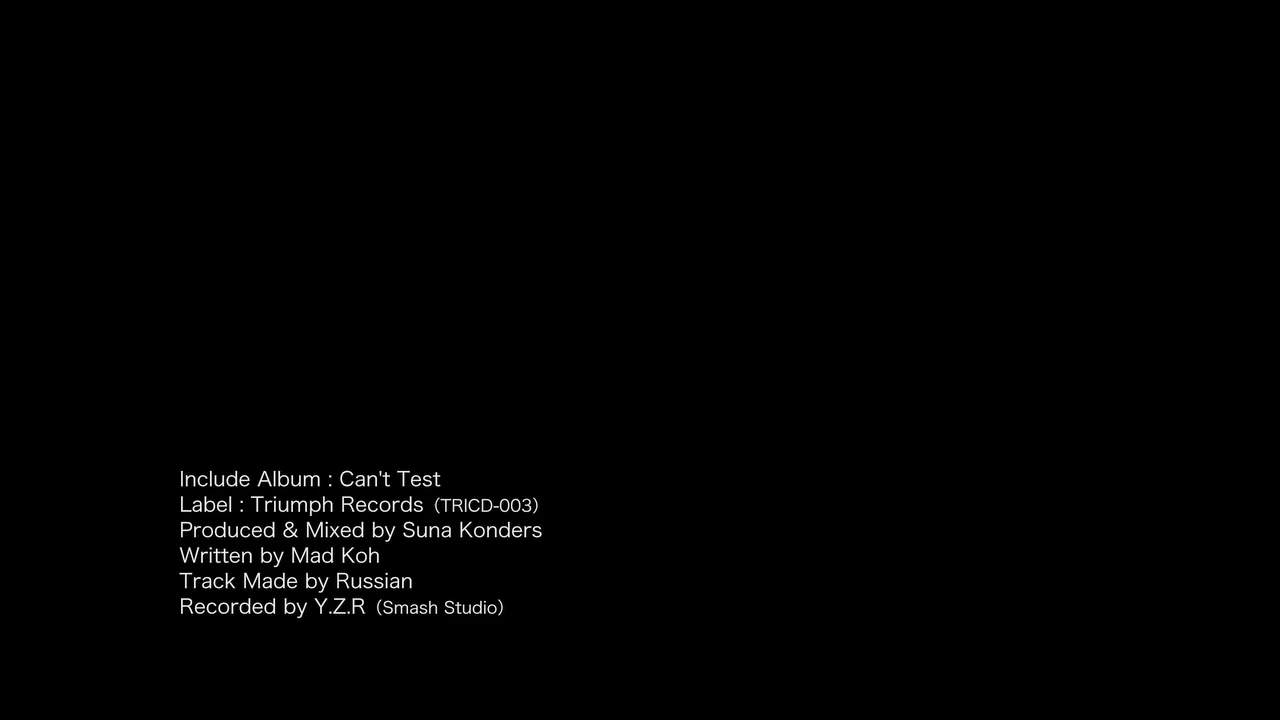 Include Album : Can't Test
Label : Triumph Records（TRICD-003）
Produced & Mixed by Suna Konders
Written by Mad Koh
Track Made by Russian
Recorded by Y.Z.R（Smash Studio）